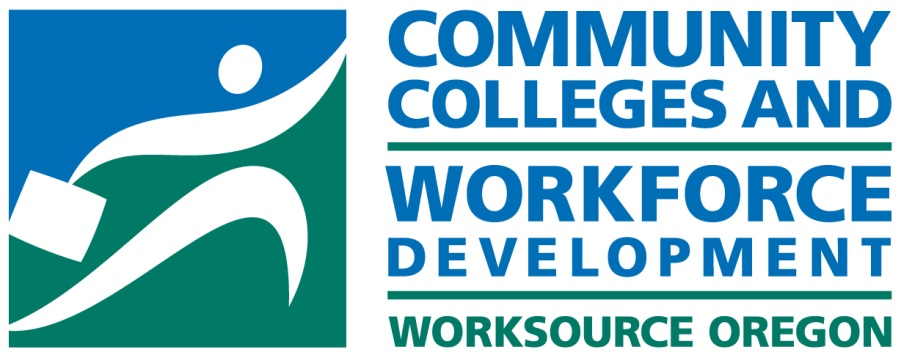 COMMUNITY
COLLEGES AND
WORKFORCE
DEVELOPMENT
WORKSOURCE OREGON